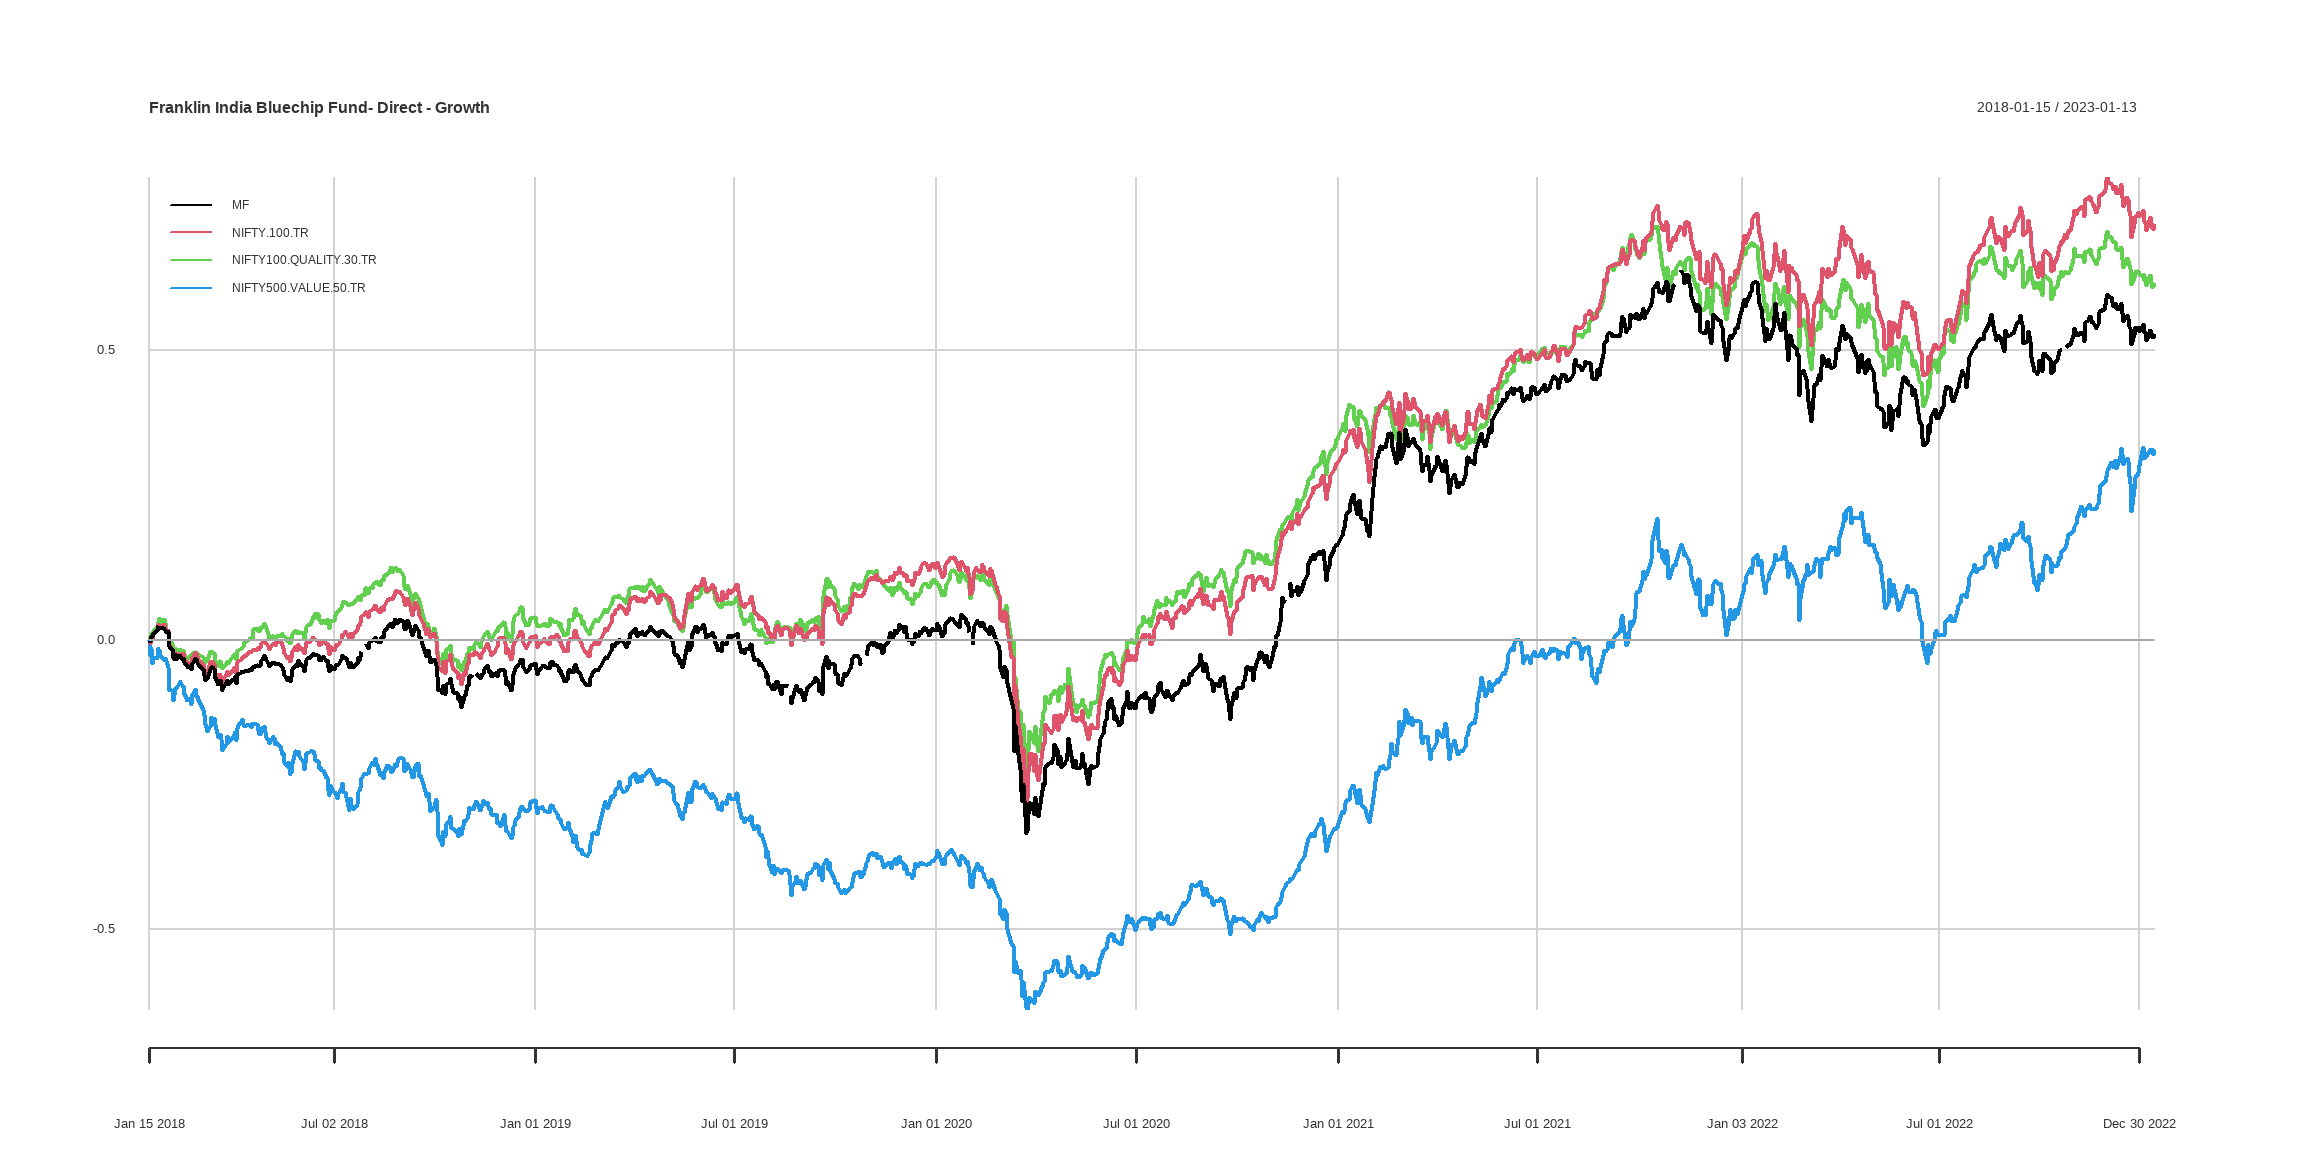 Franklin India Bluechip Fund- Direct - Growth
2018-01-15 / 2023-01-13
MF
NIFTY.100.TR
NIFTY100.QUALITY.30.TR
NIFTY500.VALUE.50.TR
0.5
0.0
-0.5
Jan 15 2018
Jul 02 2018
Jan 01 2019
Jul 01 2019
Jan 01 2020
Jul 01 2020
Jan 01 2021
Jul 01 2021
Jan 03 2022
Jul 01 2022
Dec 30 2022